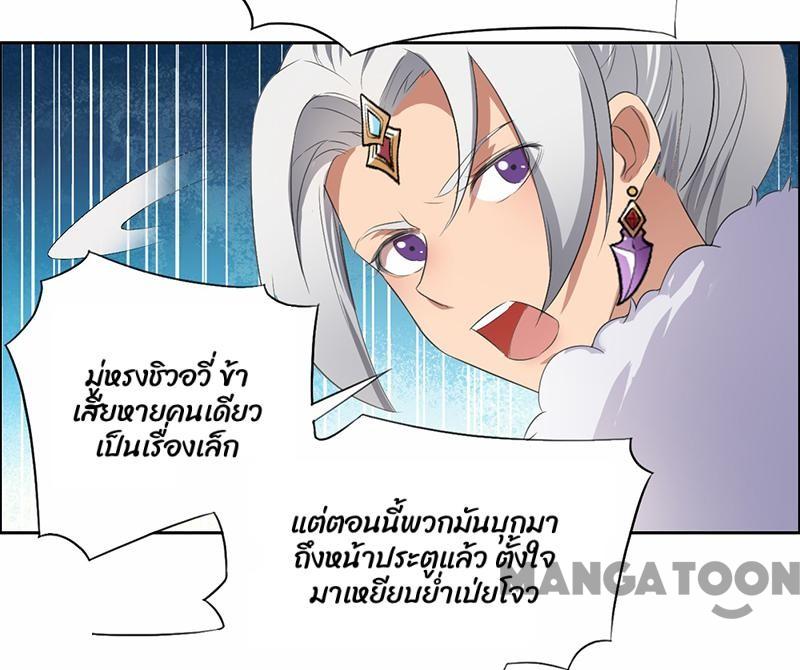 มู่หรงชิวอวี่ ข้า
เสียหายคนเดียว
เป็นเรื่องเล็ก
แต่ตอนนี้พวกมันบุกมา
ถึงหน้าประตูแล้ว ตั้งใจ
มาเหยียบย่ำเป่ยโจว
MANGATOON